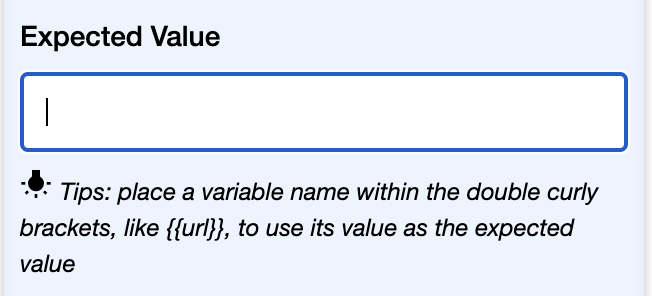 Expected Value
Tips: place a variable name within the double curly
brackets, like {{url}}, to use its value as the expected
value